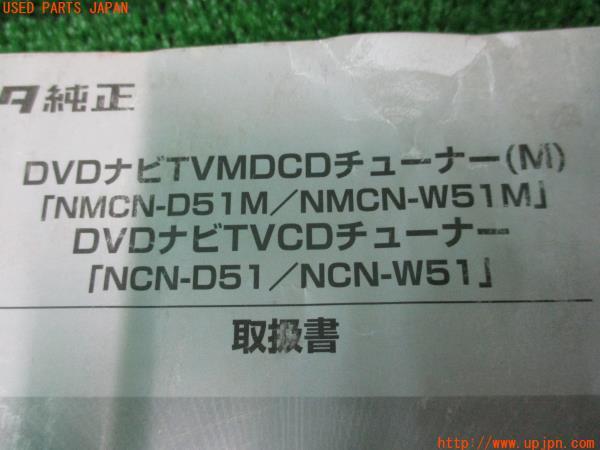 USED PARTS JAPAN
タ純正
DVDナビTVMDCDチューナー(M)
「NMCN-D51M／NMCN-W51M」
DVDナビTVCDチューナー
「NCN-D51／NCN-W51」
取扱書
http://www.upjpn.com/